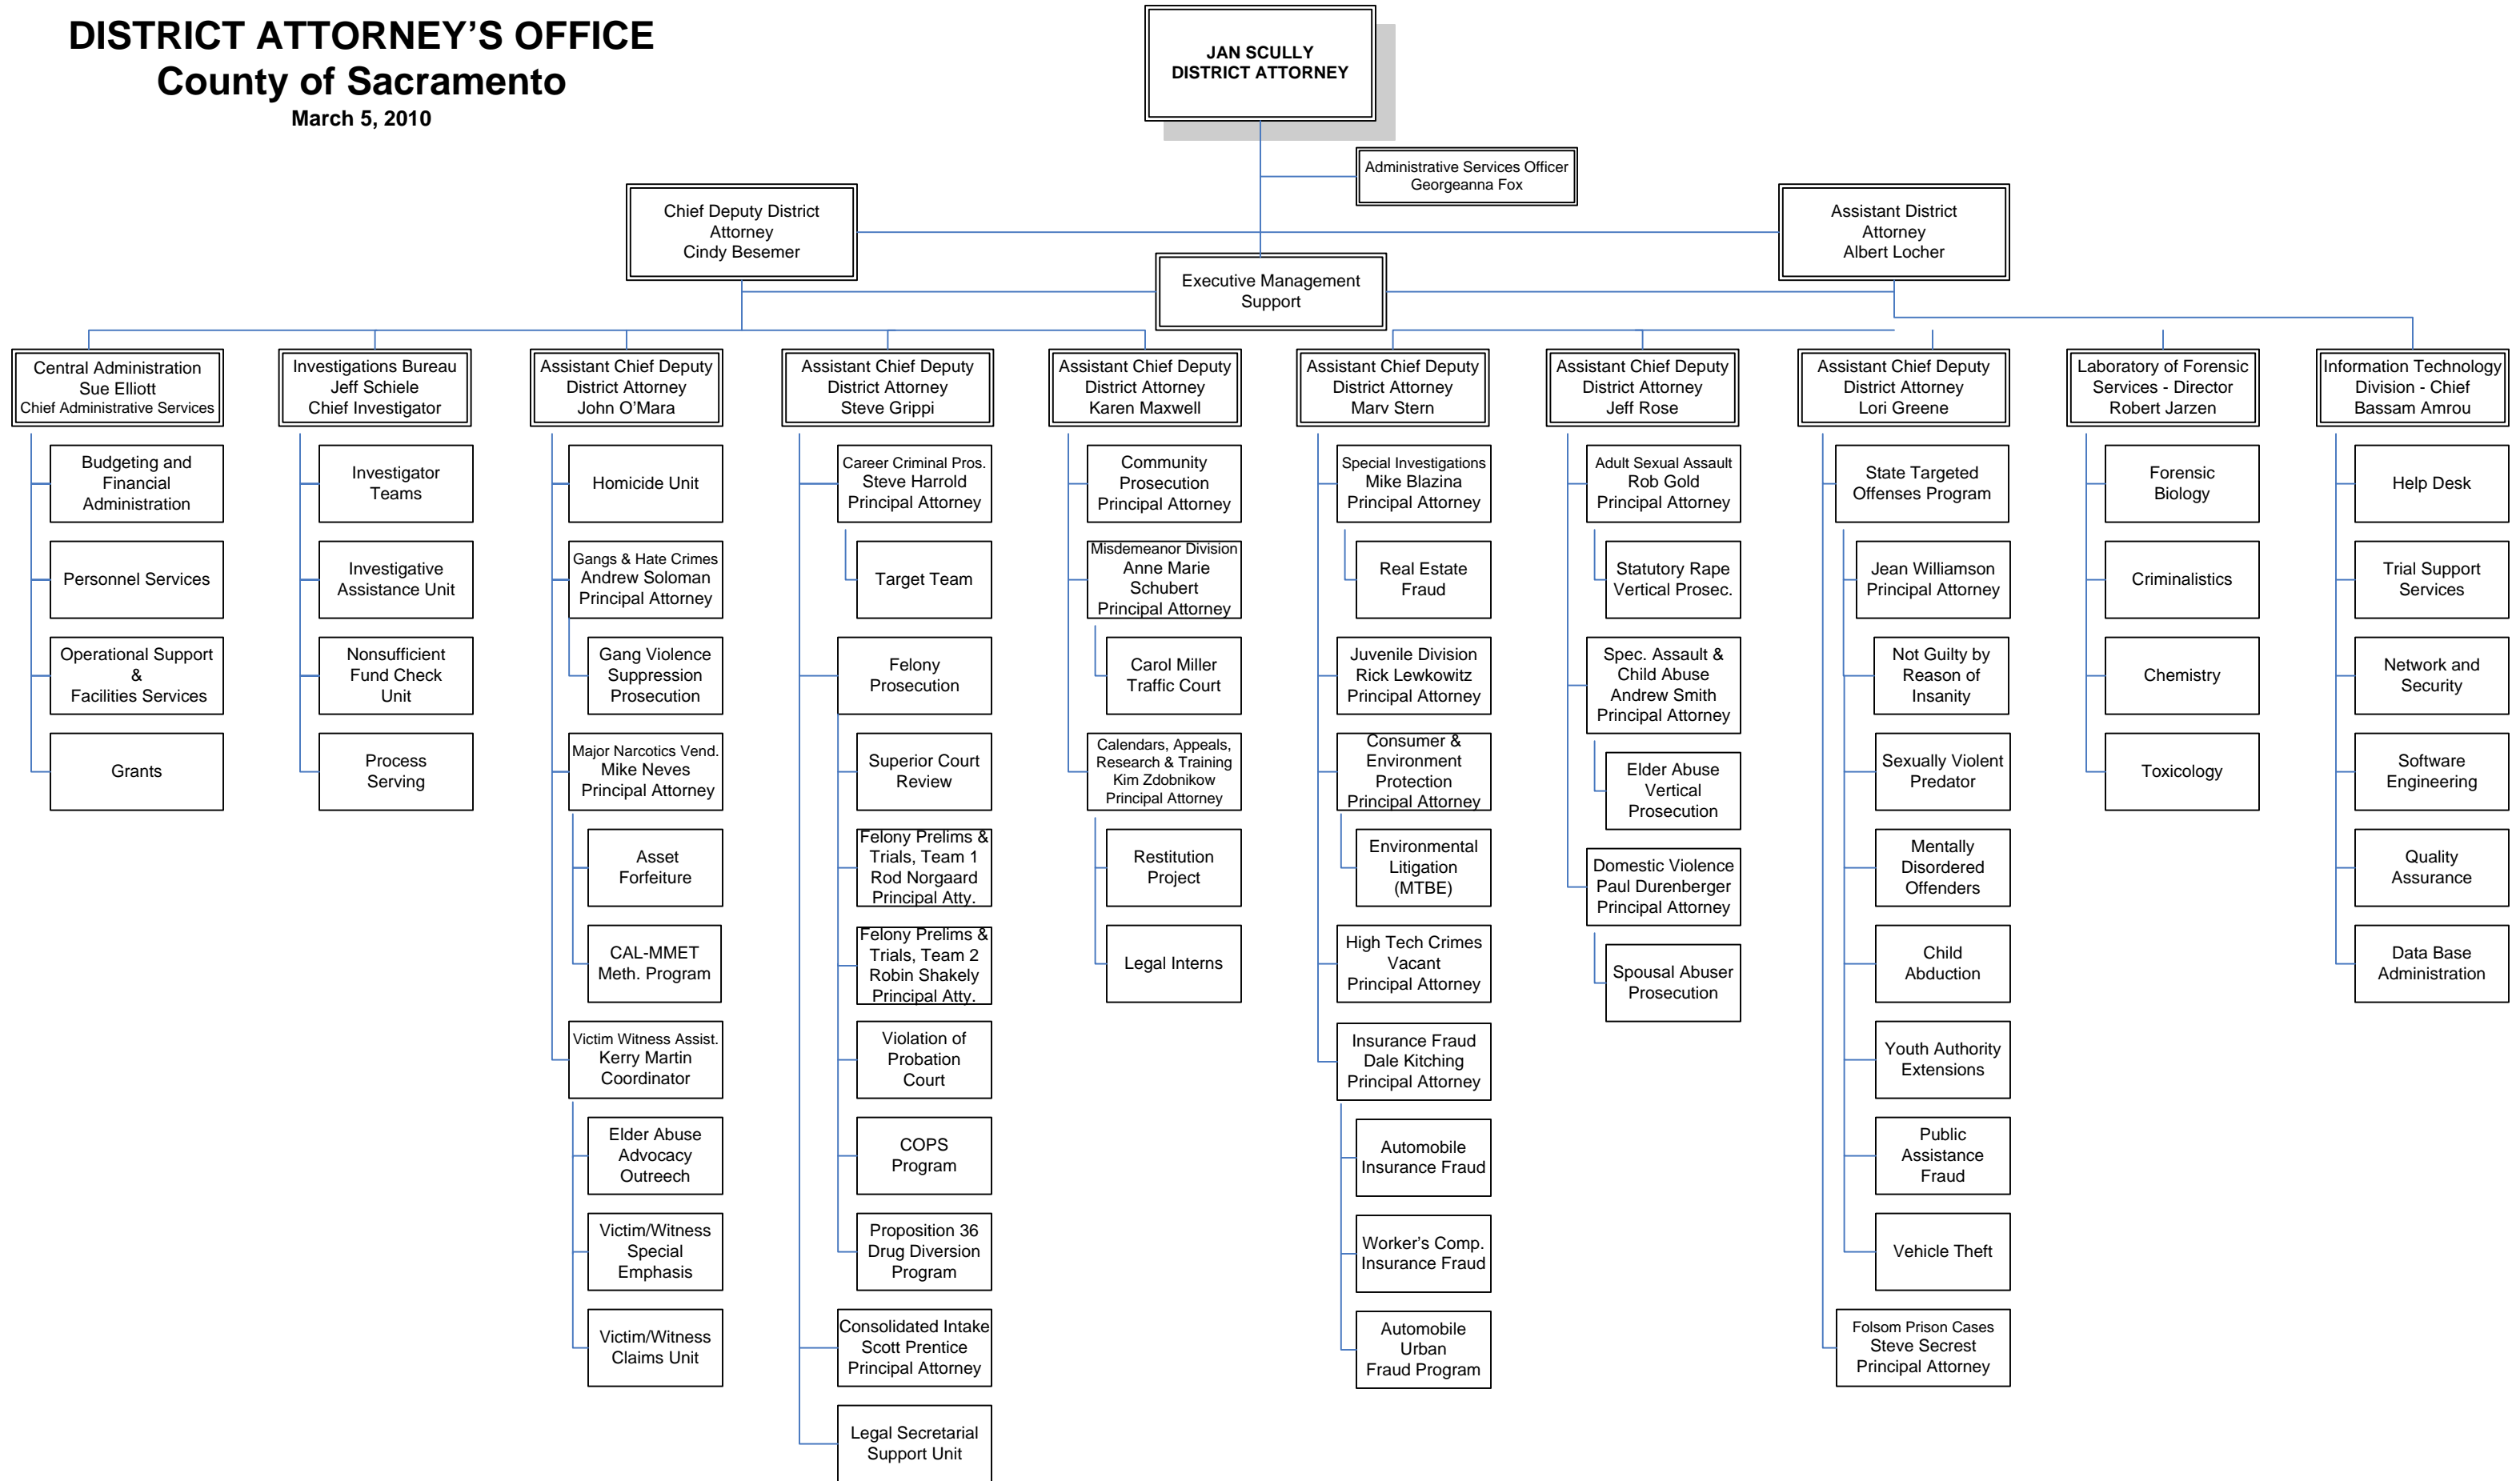 DISTRICT ATTORNEY’S OFFICE
County of Sacramento
March 5, 2010
JAN SCULLY
DISTRICT ATTORNEY
Administrative Services Officer
Georgeanna Fox
Chief Deputy District
Attorney
Cindy Besemer
Assistant District
Attorney
Albert Locher
Executive Management
Support
Central Administration
Sue Elliott
Chief Administrative Services
Budgeting and
Financial
Administration
Personnel Services
Operational Support
&
Facilities Services
Grants
Investigations Bureau
Jeff Schiele
Chief Investigator
Investigator
Teams
Investigative
Assistance Unit
Nonsufficient
Fund Check
Unit
Process
Serving
Assistant Chief Deputy
District Attorney
John O’Mara
Homicide Unit
Gangs & Hate Crimes
Andrew Soloman
Principal Attorney
Gang Violence
Suppression
Prosecution
Major Narcotics Vend.
Mike Neves
Principal Attorney
Asset
Forfeiture
CAL-MMET
Meth. Program
Victim Witness Assist.
Kerry Martin
Coordinator
Elder Abuse
Advocacy
Outreech
Victim/Witness
Special
Emphasis
Victim/Witness
Claims Unit
Assistant Chief Deputy
District Attorney
Steve Grippi
Career Criminal Pros.
Steve Harrold
Principal Attorney
Target Team
Felony
Prosecution
Superior Court
Review
Felony Prelims &
Trials, Team 1
Rod Norgaard
Principal Atty.
Felony Prelims &
Trials, Team 2
Robin Shakely
Principal Atty.
Violation of
Probation
Court
COPS
Program
Proposition 36
Drug Diversion
Program
Consolidated Intake
Scott Prentice
Principal Attorney
Legal Secretarial
Support Unit
Assistant Chief Deputy
District Attorney
Karen Maxwell
Community
Prosecution
Principal Attorney
Misdemeanor Division
Anne Marie
Schubert
Principal Attorney
Carol Miller
Traffic Court
Calendars, Appeals,
Research & Training
Kim Zdobnikow
Principal Attorney
Restitution
Project
Legal Interns
Assistant Chief Deputy
District Attorney
Marv Stern
Special Investigations
Mike Blazina
Principal Attorney
Real Estate
Fraud
Juvenile Division
Rick Lewkowitz
Principal Attorney
Consumer &
Environment
Protection
Principal Attorney
Environmental
Litigation
(MTBE)
High Tech Crimes
Vacant
Principal Attorney
Insurance Fraud
Dale Kitching
Principal Attorney
Automobile
Insurance Fraud
Worker’s Comp.
Insurance Fraud
Automobile
Urban
Fraud Program
Assistant Chief Deputy
District Attorney
Jeff Rose
Adult Sexual Assault
Rob Gold
Principal Attorney
Statutory Rape
Vertical Prosec.
Spec. Assault &
Child Abuse
Andrew Smith
Principal Attorney
Elder Abuse
Vertical
Prosecution
Domestic Violence
Paul Durenberger
Principal Attorney
Spousal Abuser
Prosecution
Assistant Chief Deputy
District Attorney
Lori Greene
State Targeted
Offenses Program
Jean Williamson
Principal Attorney
Not Guilty by
Reason of
Insanity
Sexually Violent
Predator
Mentally
Disordered
Offenders
Child
Abduction
Youth Authority
Extensions
Public
Assistance
Fraud
Vehicle Theft
Folsom Prison Cases
Steve Secrest
Principal Attorney
Laboratory of Forensic
Services - Director
Robert Jarzen
Forensic
Biology
Criminalistics
Chemistry
Toxicology
Information Technology
Division - Chief
Bassam Amrou
Help Desk
Trial Support
Services
Network and
Security
Software
Engineering
Quality
Assurance
Data Base
Administration